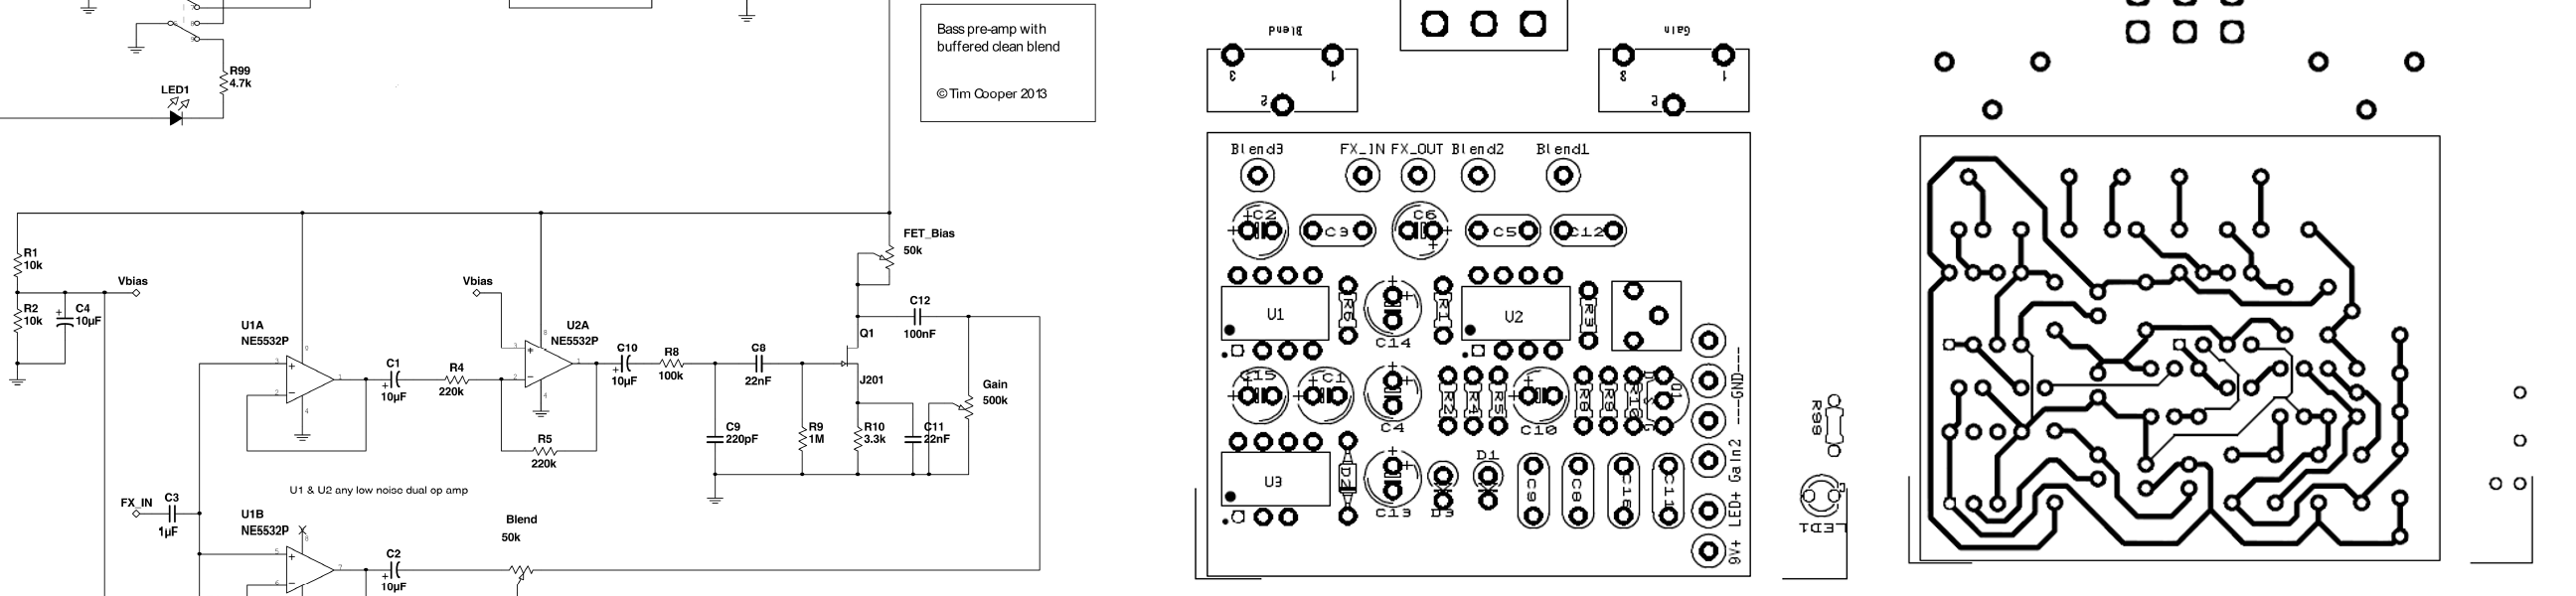 Bass pre-amp with
buffered clean blend
© Tim Cooper 2013
R99
4.7k
LED1
FET_Bias
50k
R1
10k
Vbias
R2
10k
C4
10µF
Vbias
U1A
NE5532P
C1
10µF
R4
220k
U2A
NE5532P
C10
10µF
R8
100k
C8
22nF
Q1
J201
C12
100nF
Gain
500k
C9
220pF
R9
1M
R10
3.3k
C11
22nF
R5
220k
U1 & U2 any low noise dual op amp
FX_IN
C3
1µF
U1B
NE5532P
C2
10µF
Blend
50k
Blend
3
1
2
Gain
3
1
2
Blend3
FX_IN
FX_OUT
Blend2
Blend1
C2
C3
C6
C5
C12
U1
R6
C14
R1
U2
R3
C15
C1
C4
R2
R4
R5
C10
R8
R9
R10
Q1
U3
D2
C13
D3
D1
C9
C8
C16
C11
---GND---
Gain2
LED+
9V+
R99
LED1